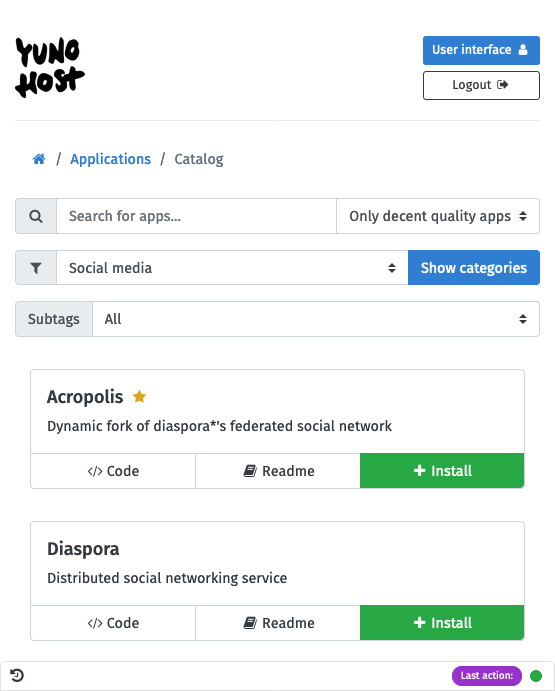 YUNO
HOST
User interface
Logout
/ Applications / Catalog
Search for apps... Only decent quality apps
Social media Show categories
Subtags All
Acropolis
Dynamic fork of diaspora*'s federated social network
</> Code Readme + Install
Diaspora
Distributed social networking service
</> Code Readme + Install
Last action: